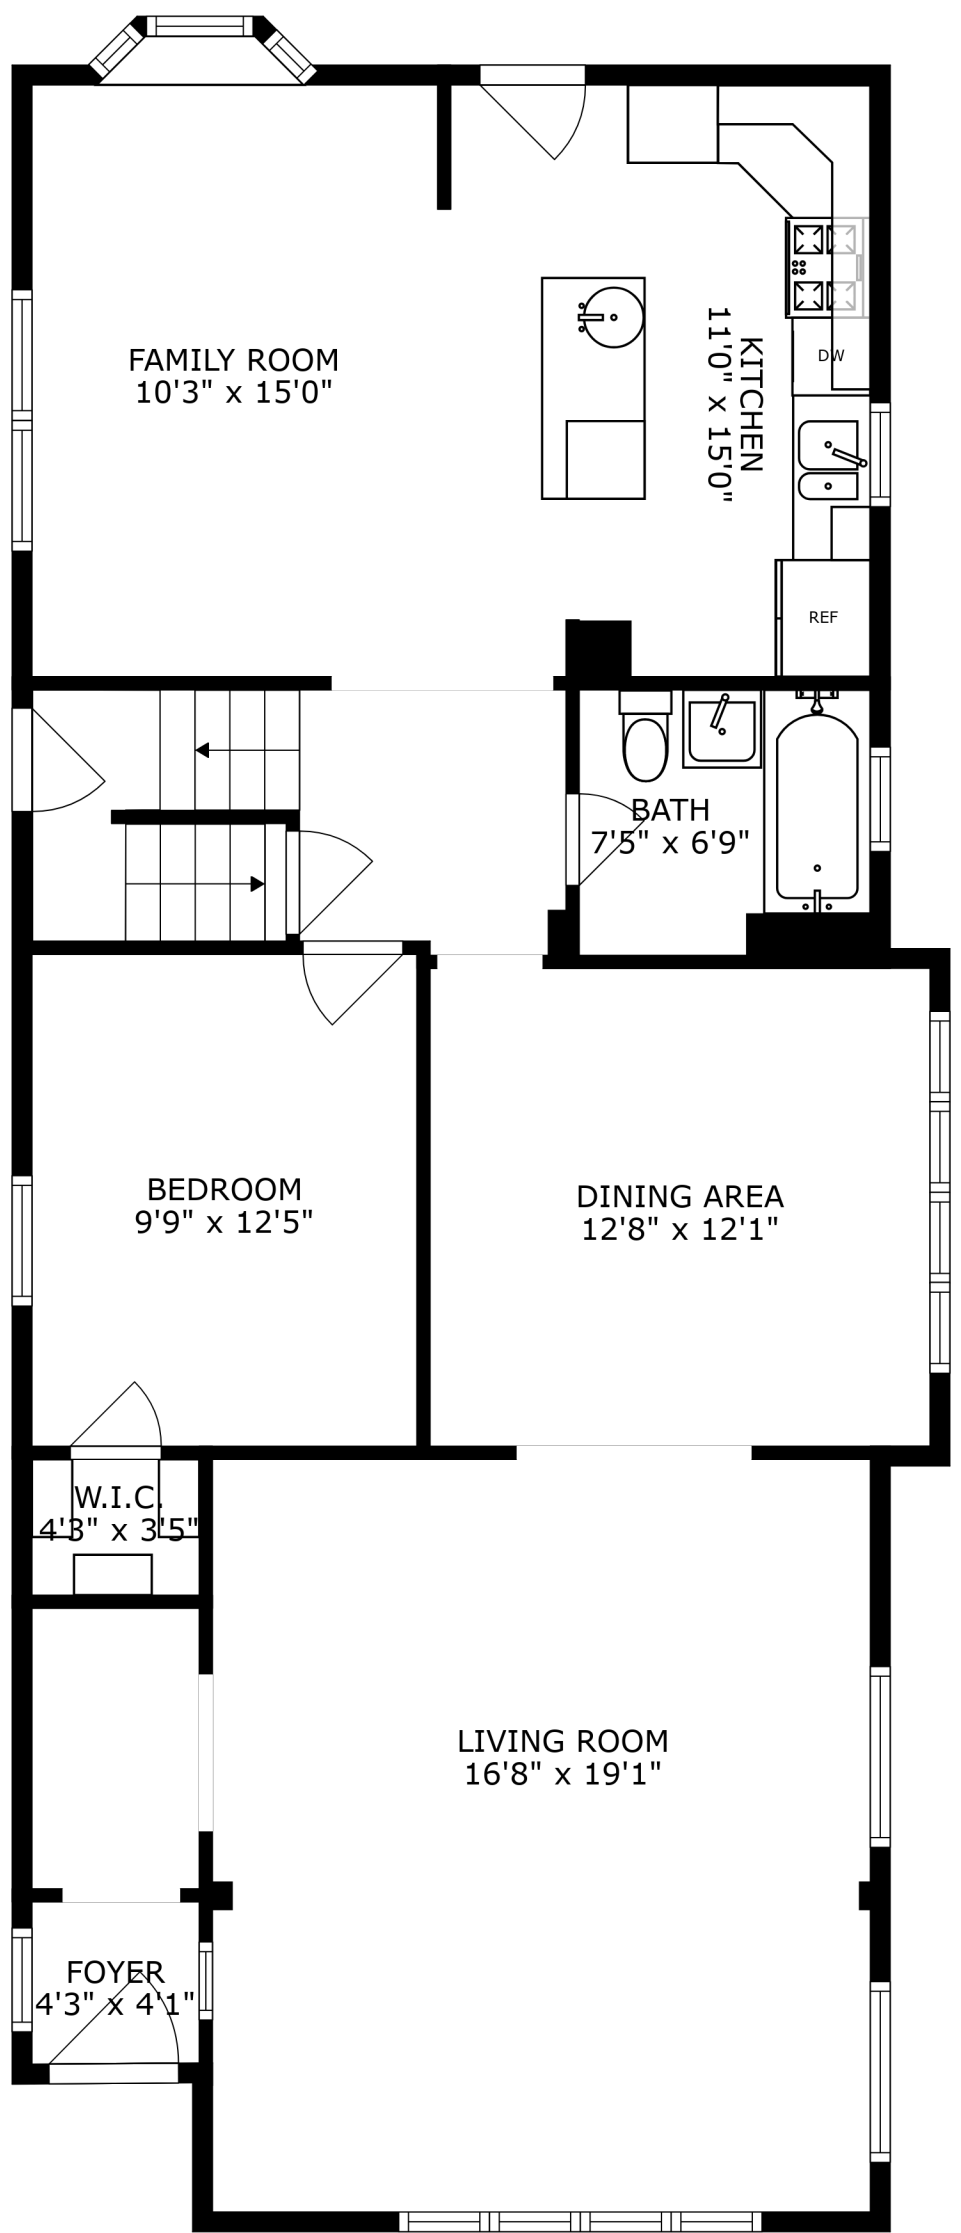 FAMILY ROOM
10'3" x 15'0"
KITCHEN
11'0" x 15'0"
DW
REF
BATH
7'5" x 6'9"
BEDROOM
9'9" x 12'5"
DINING AREA
12'8" x 12'1"
W.I.C.
4'3" x 3'5"
LIVING ROOM
16'8" x 19'1"
FOYER
4'3" x 4'1"